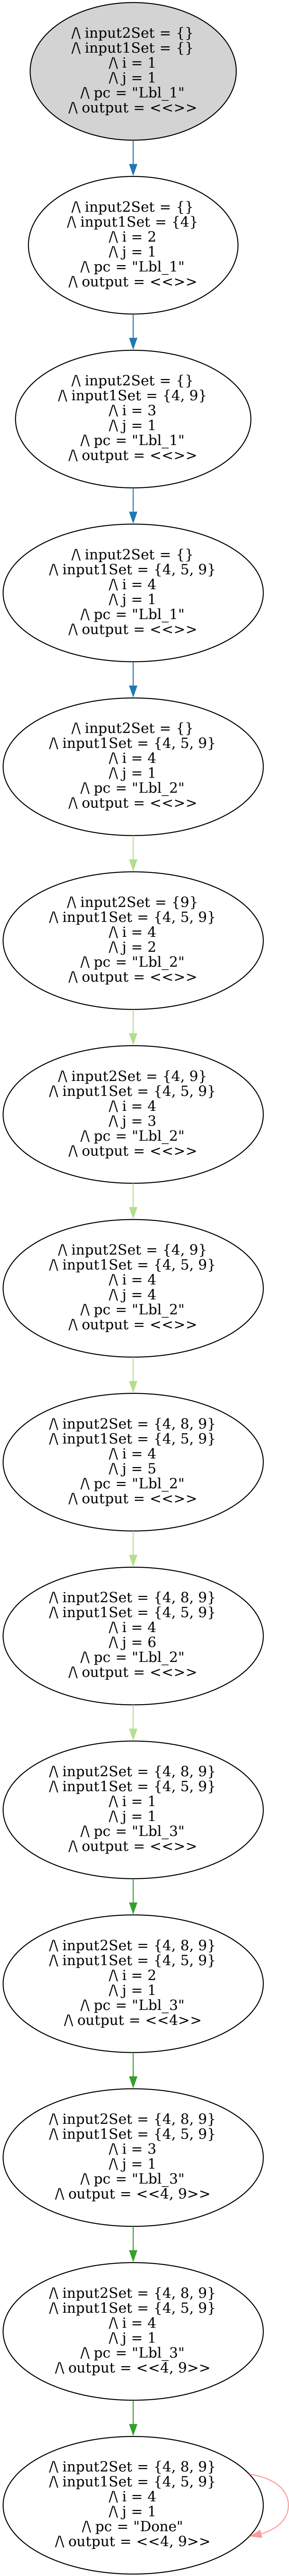 /\ input2Set = {}
/\ input1Set = {}
/\ i = 1
/\ j = 1
/\ pc = "Lbl_1"
/\ output = <<>>
/\ input2Set = {}
/\ input1Set = {4}
/\ i = 2
/\ j = 1
/\ pc = "Lbl_1"
/\ output = <<>>
/\ input2Set = {}
/\ input1Set = {4, 9}
/\ i = 3
/\ j = 1
/\ pc = "Lbl_1"
/\ output = <<>>
/\ input2Set = {}
/\ input1Set = {4, 5, 9}
/\ i = 4
/\ j = 1
/\ pc = "Lbl_1"
/\ output = <<>>
/\ input2Set = {}
/\ input1Set = {4, 5, 9}
/\ i = 4
/\ j = 1
/\ pc = "Lbl_2"
/\ output = <<>>
/\ input2Set = {9}
/\ input1Set = {4, 5, 9}
/\ i = 4
/\ j = 2
/\ pc = "Lbl_2"
/\ output = <<>>
/\ input2Set = {4, 9}
/\ input1Set = {4, 5, 9}
/\ i = 4
/\ j = 3
/\ pc = "Lbl_2"
/\ output = <<>>
/\ input2Set = {4, 9}
/\ input1Set = {4, 5, 9}
/\ i = 4
/\ j = 4
/\ pc = "Lbl_2"
/\ output = <<>>
/\ input2Set = {4, 8, 9}
/\ input1Set = {4, 5, 9}
/\ i = 4
/\ j = 5
/\ pc = "Lbl_2"
/\ output = <<>>
/\ input2Set = {4, 8, 9}
/\ input1Set = {4, 5, 9}
/\ i = 4
/\ j = 6
/\ pc = "Lbl_2"
/\ output = <<>>
/\ input2Set = {4, 8, 9}
/\ input1Set = {4, 5, 9}
/\ i = 1
/\ j = 1
/\ pc = "Lbl_3"
/\ output = <<>>
/\ input2Set = {4, 8, 9}
/\ input1Set = {4, 5, 9}
/\ i = 2
/\ j = 1
/\ pc = "Lbl_3"
/\ output = <<4>>
/\ input2Set = {4, 8, 9}
/\ input1Set = {4, 5, 9}
/\ i = 3
/\ j = 1
/\ pc = "Lbl_3"
/\ output = <<4, 9>>
/\ input2Set = {4, 8, 9}
/\ input1Set = {4, 5, 9}
/\ i = 4
/\ j = 1
/\ pc = "Lbl_3"
/\ output = <<4, 9>>
/\ input2Set = {4, 8, 9}
/\ input1Set = {4, 5, 9}
/\ i = 4
/\ j = 1
/\ pc = "Done"
/\ output = <<4, 9>>